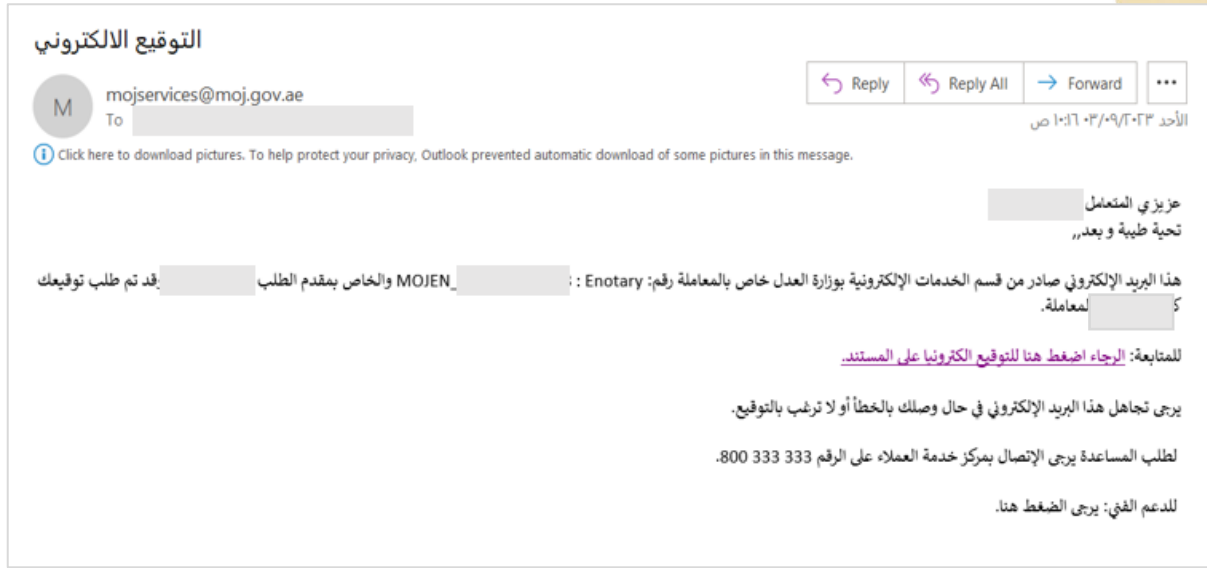 التوقيع الالكتروني
M
mojservices@moj.gov.ae
To
Reply
Reply All
Forward
الأحد ٠٣/٠٩/٢٠٢٣ ١٠:١٦ ص
Click here to download pictures. To help protect your privacy, Outlook prevented automatic download of some pictures in this message.
عزيزي المتعامل
تحية طيبة و بعد,,
هذا البريد الإلكتروني صادر من قسم الخدمات الإلكترونية بوزارة العدل خاص بالمعاملة رقم: Enotary : MOJEN_ والخاص بمقدم الطلب وقد تم طلب توقيعك
لمعاملة.
للمتابعة: الرجاء اضغط هنا للتوقيع الكترونيا على المستند.
يرجى تجاهل هذا البريد الإلكتروني في حال وصلك بالخطأ أو لا ترغب بالتوقيع.
لطلب المساعدة يرجى الإتصال بمركز خدمة العملاء على الرقم 333 333 800.
للدعم الفني: يرجى الضغط هنا.